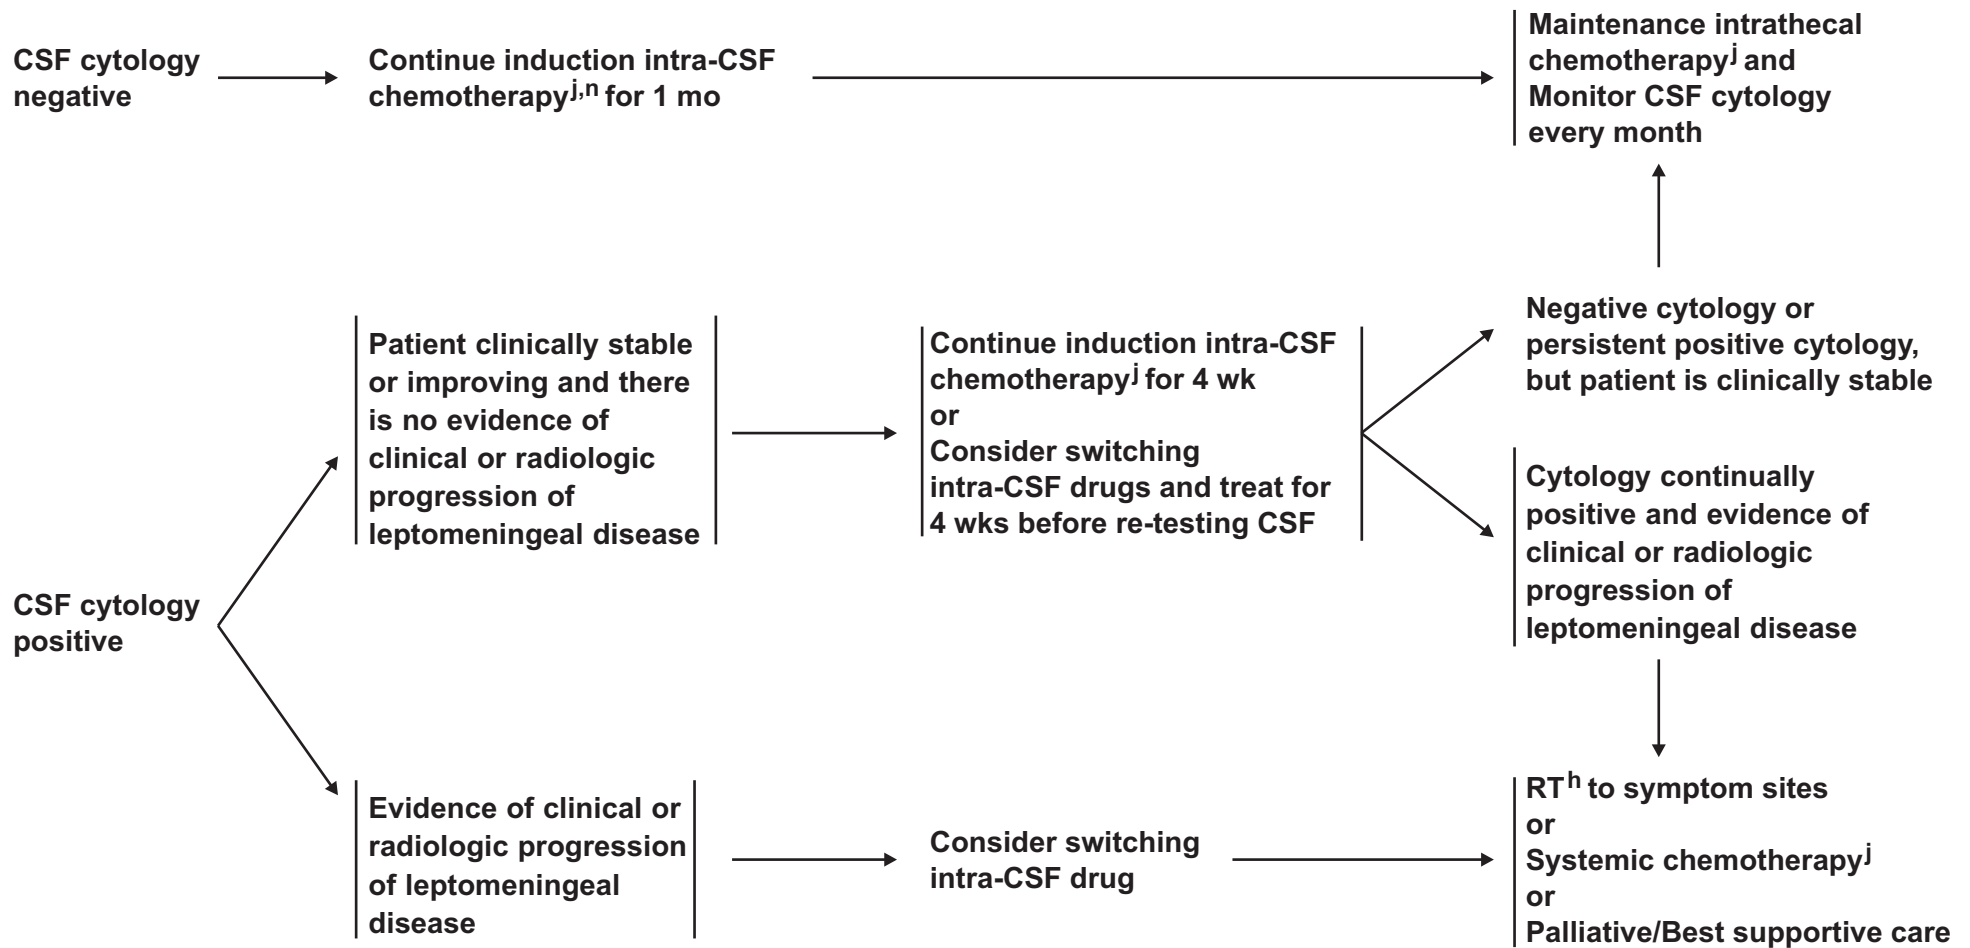 CSF cytology
negative
Continue induction intra-CSF
chemotherapyj,n for 1 mo
Maintenance intrathecal
chemotherapyj and
Monitor CSF cytology
every month
CSF cytology
positive
Patient clinically stable
or improving and there
is no evidence of
clinical or radiologic
progression of
leptomeningeal disease
Continue induction intra-CSF
chemotherapyj for 4 wk
or
Consider switching
intra-CSF drugs and treat for
4 wks before re-testing CSF
Negative cytology or
persistent positive cytology,
but patient is clinically stable
Cytology continually
positive and evidence of
clinical or radiologic
progression of
leptomeningeal disease
Evidence of clinical or
radiologic progression
of leptomeningeal
disease
Consider switching
intra-CSF drug
RTh to symptom sites
or
Systemic chemotherapyj
or
Palliative/Best supportive care